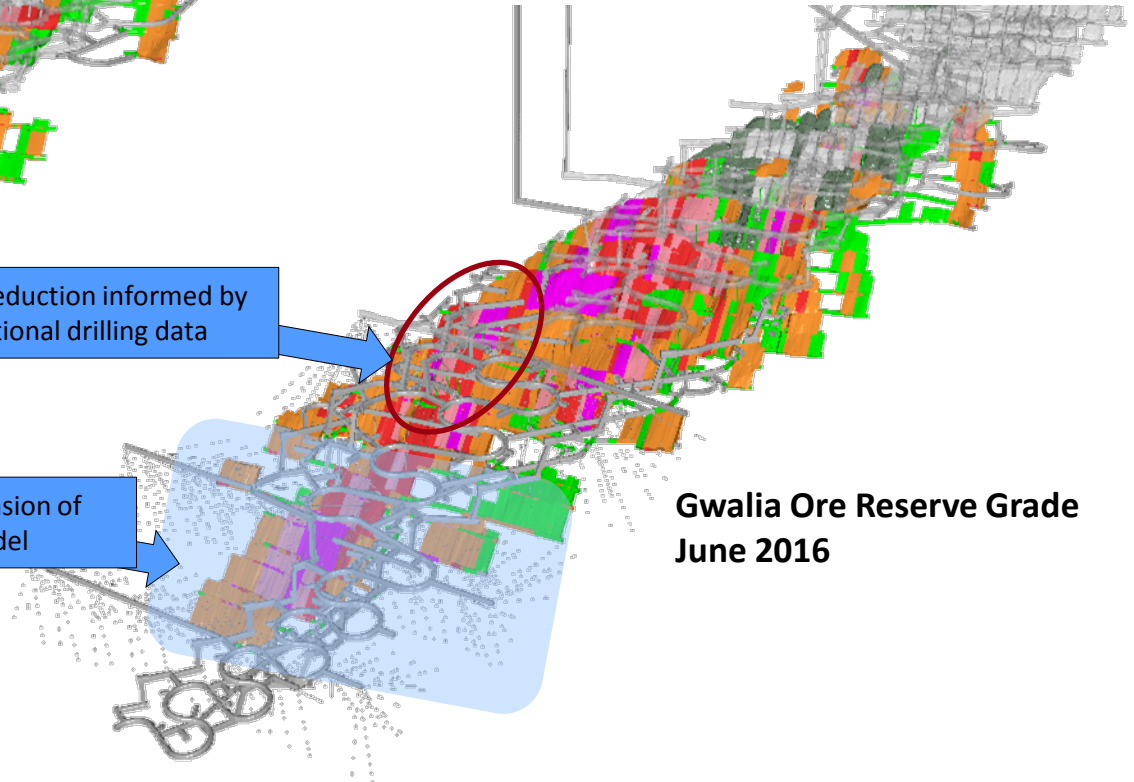 eduction informed by
tional drilling data
sion of
del
Gwalia Ore Reserve Grade
June 2016